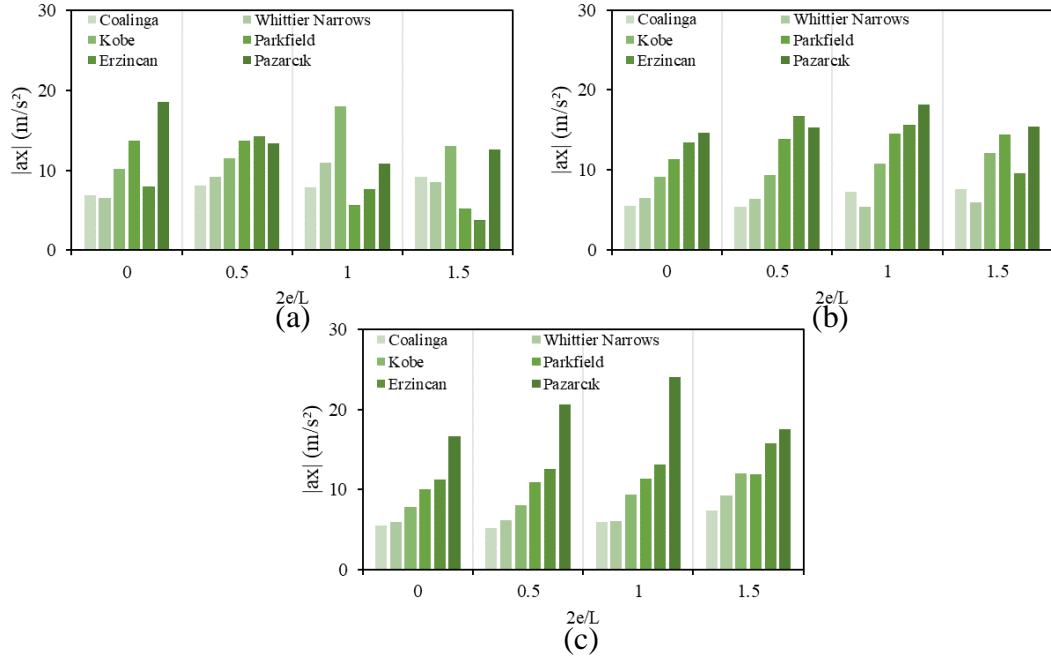 30
Coalinga Whittier Narrows
Kobe Parkfield
Erzincan Pazarcık
20
|ax| (m/s²)
10
0
0 0.5 1 1.5
2e/L
(a)
30
Coalinga Whittier Narrows
Kobe Parkfield
Erzincan Pazarcık
20
|ax| (m/s²)
10
0
0 0.5 1 1.5
2e/L
(b)
30
Coalinga Whittier Narrows
Kobe Parkfield
Erzincan Pazarcık
20
|ax| (m/s²)
10
0
0 0.5 1 1.5
2e/L
(c)